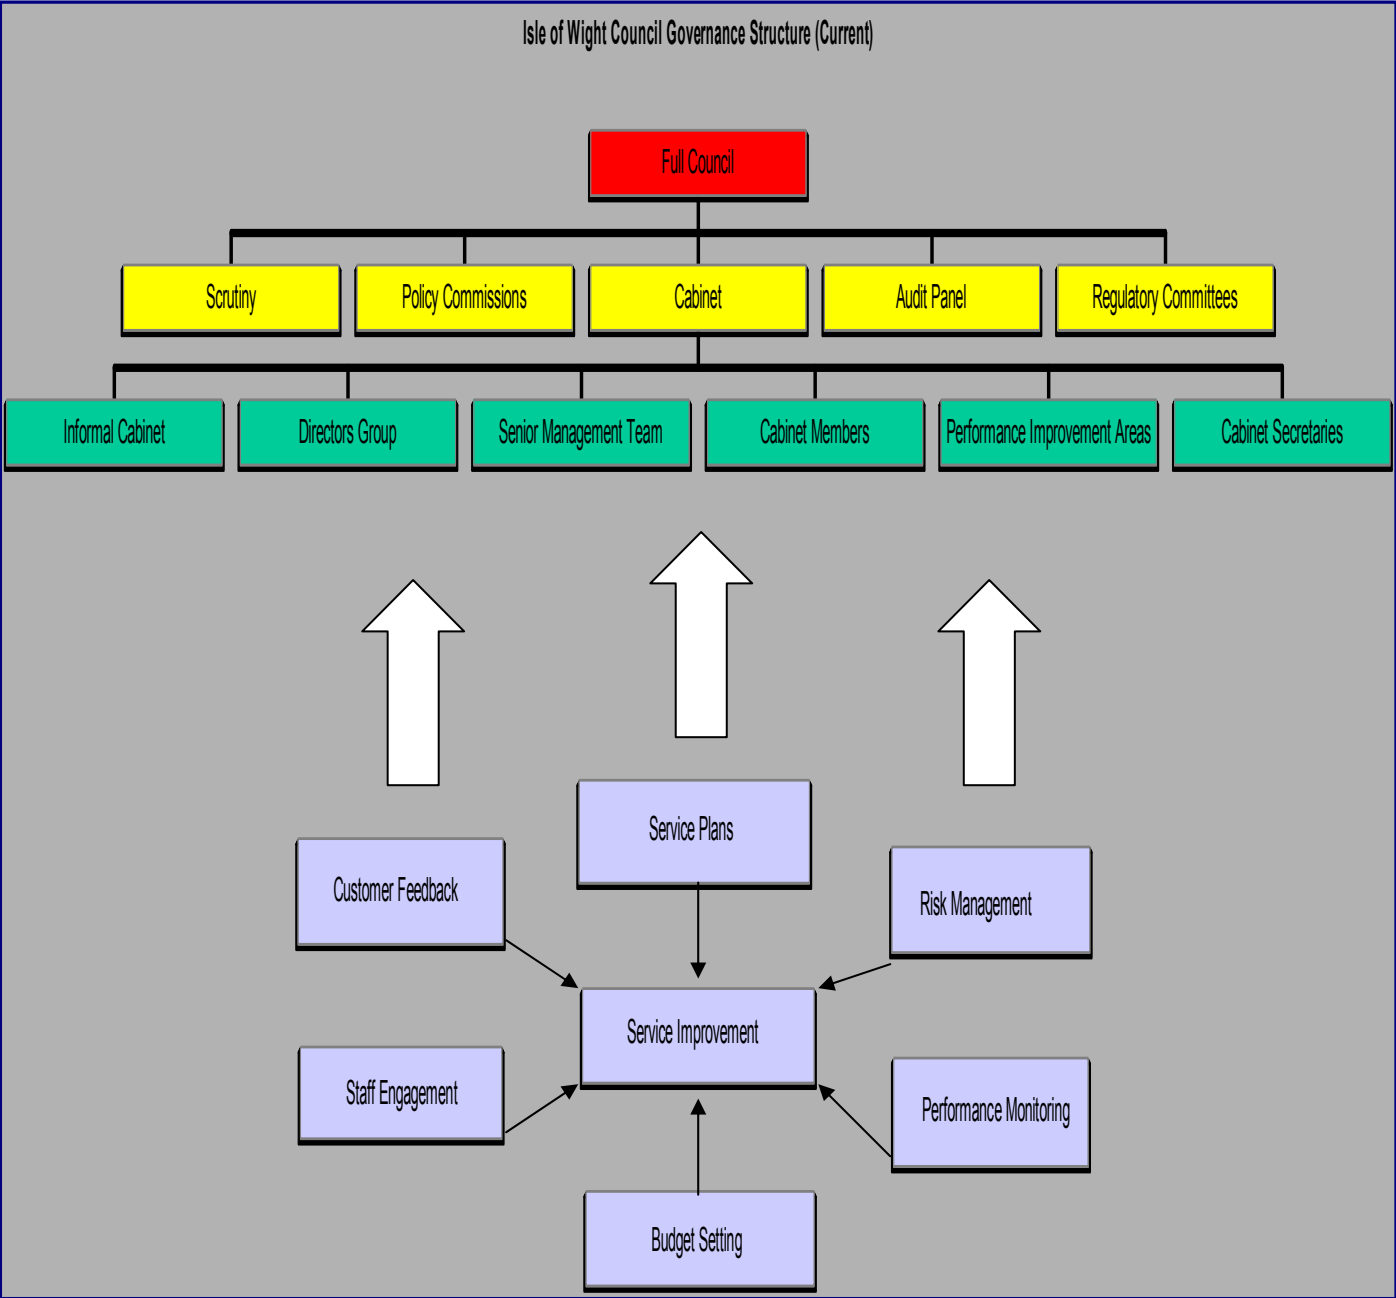 Isle of Wight Council Governance Structure (Current)
Full Council
Scrutiny
Policy Commissions
Cabinet
Audit Panel
Regulatory Committees
Informal Cabinet
Directors Group
Senior Management Team
Cabinet Members
Performance Improvement Areas
Cabinet Secretaries
Service Plans
Customer Feedback
Risk Management
Service Improvement
Staff Engagement
Performance Monitoring
Budget Setting